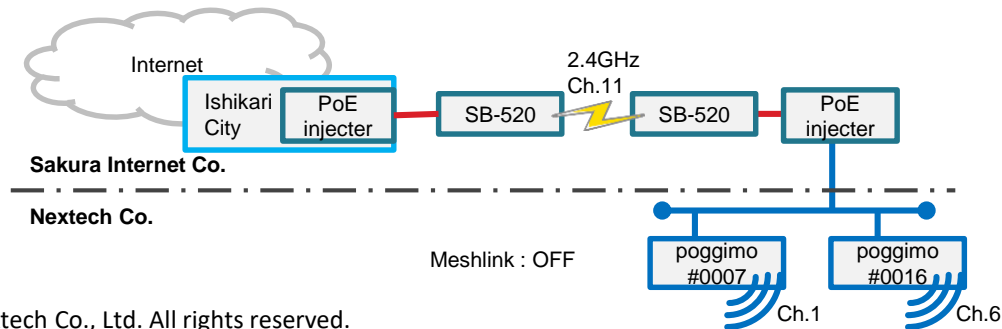 Internet
2.4GHz
Ch.11
Ishikari
City
PoE
injecter
SB-520
SB-520
PoE
injecter
Sakura Internet Co.
Nextech Co.
Meshlink : OFF
poggimo
#0007
poggimo
#0016
Ch.1
Ch.6
tech Co., Ltd. All rights reserved.